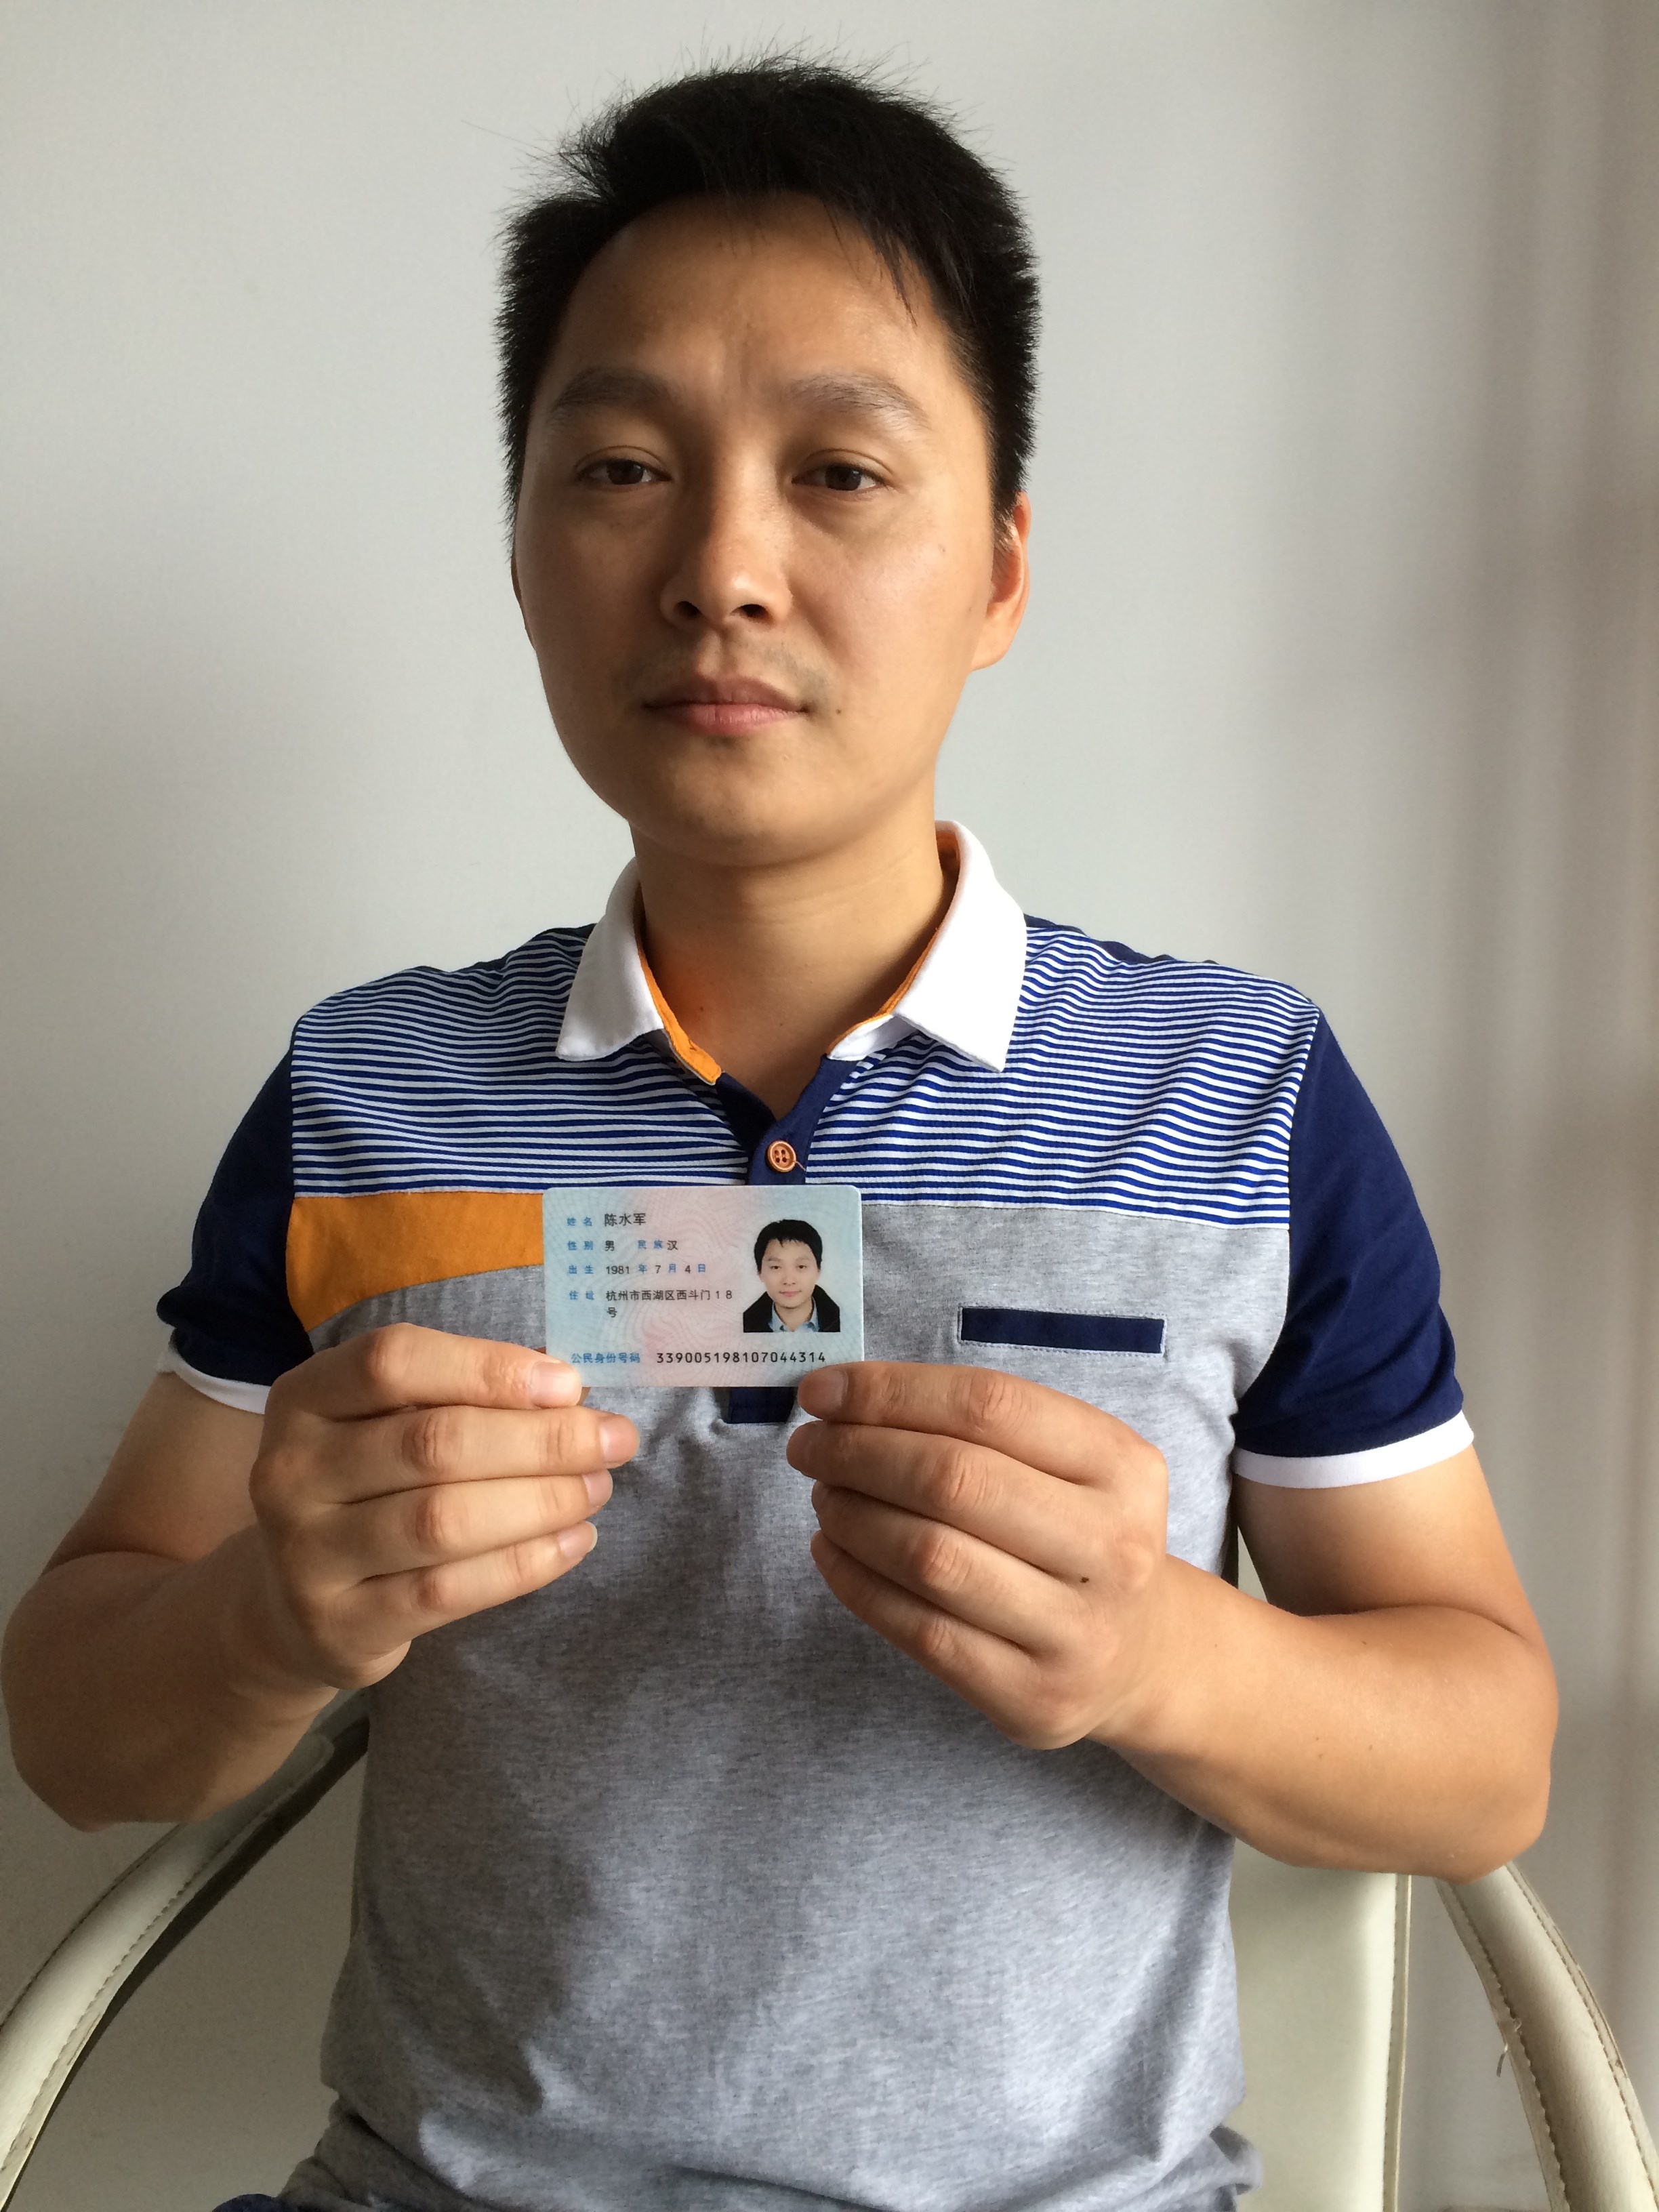 姓名 陈水军
性别 男 民族 汉
出生 1981 年 7 月 4 日
住址 杭州市西湖区西斗门18
号
公民身份号码 339005198107044314